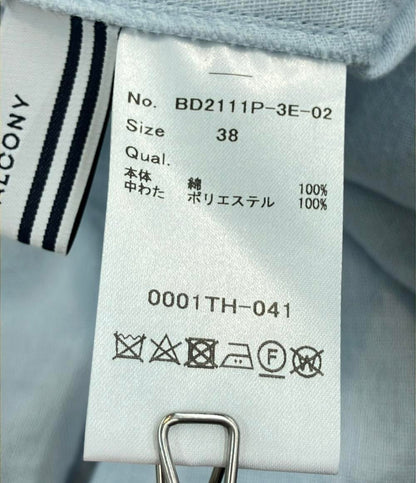 ALCONY
No. BD2111P-3E-02
Size 38
Qual.
本体 綿 100%
中わた ポリエステル 100%
0001TH-041
F W